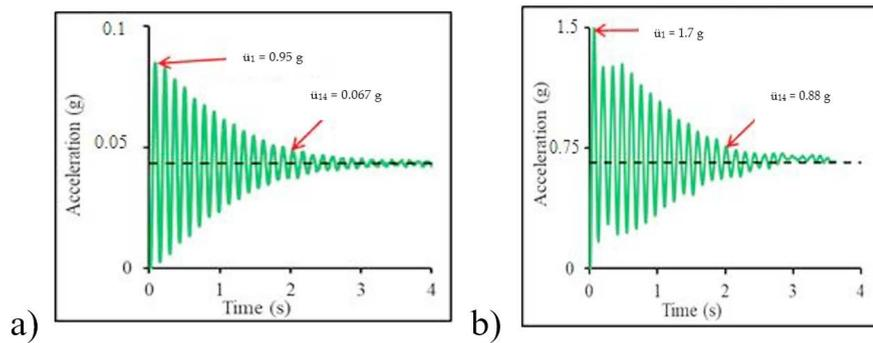 a)
0.1
0.05
0
Acceleration (g)
ü1 = 0.95 g
ü14 = 0.067 g
0 1 2 3 4
Time (s)
b)
1.5
0.75
0
Acceleration (g)
ü1 = 1.7 g
ü14 = 0.88 g
0 1 2 3 4
Time (s)